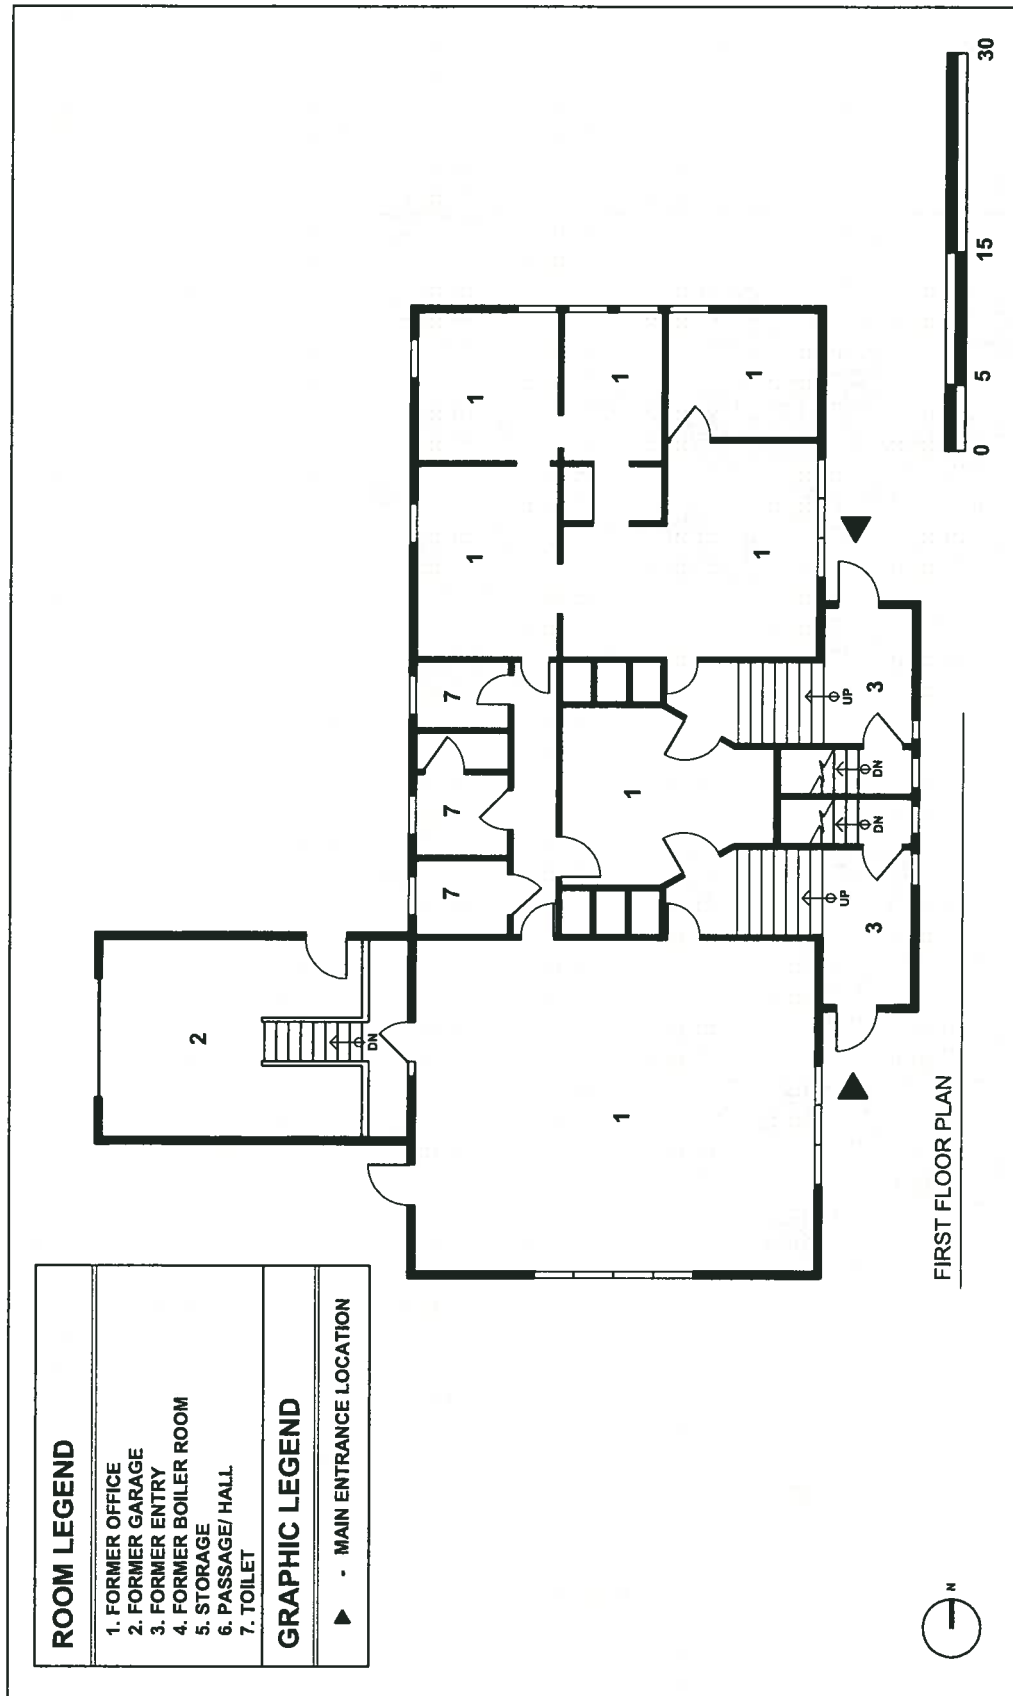 ROOM LEGEND
1. FORMER OFFICE
2. FORMER GARAGE
3. FORMER ENTRY
4. FORMER BOILER ROOM
5. STORAGE
6. PASSAGE/ HALL
7. TOILET
GRAPHIC LEGEND
- MAIN ENTRANCE LOCATION
2
DN
7
7
7
1
1
1
1
1
1
1
UP
DN
DN
UP
3
3
FIRST FLOOR PLAN
0
5
15
30
N